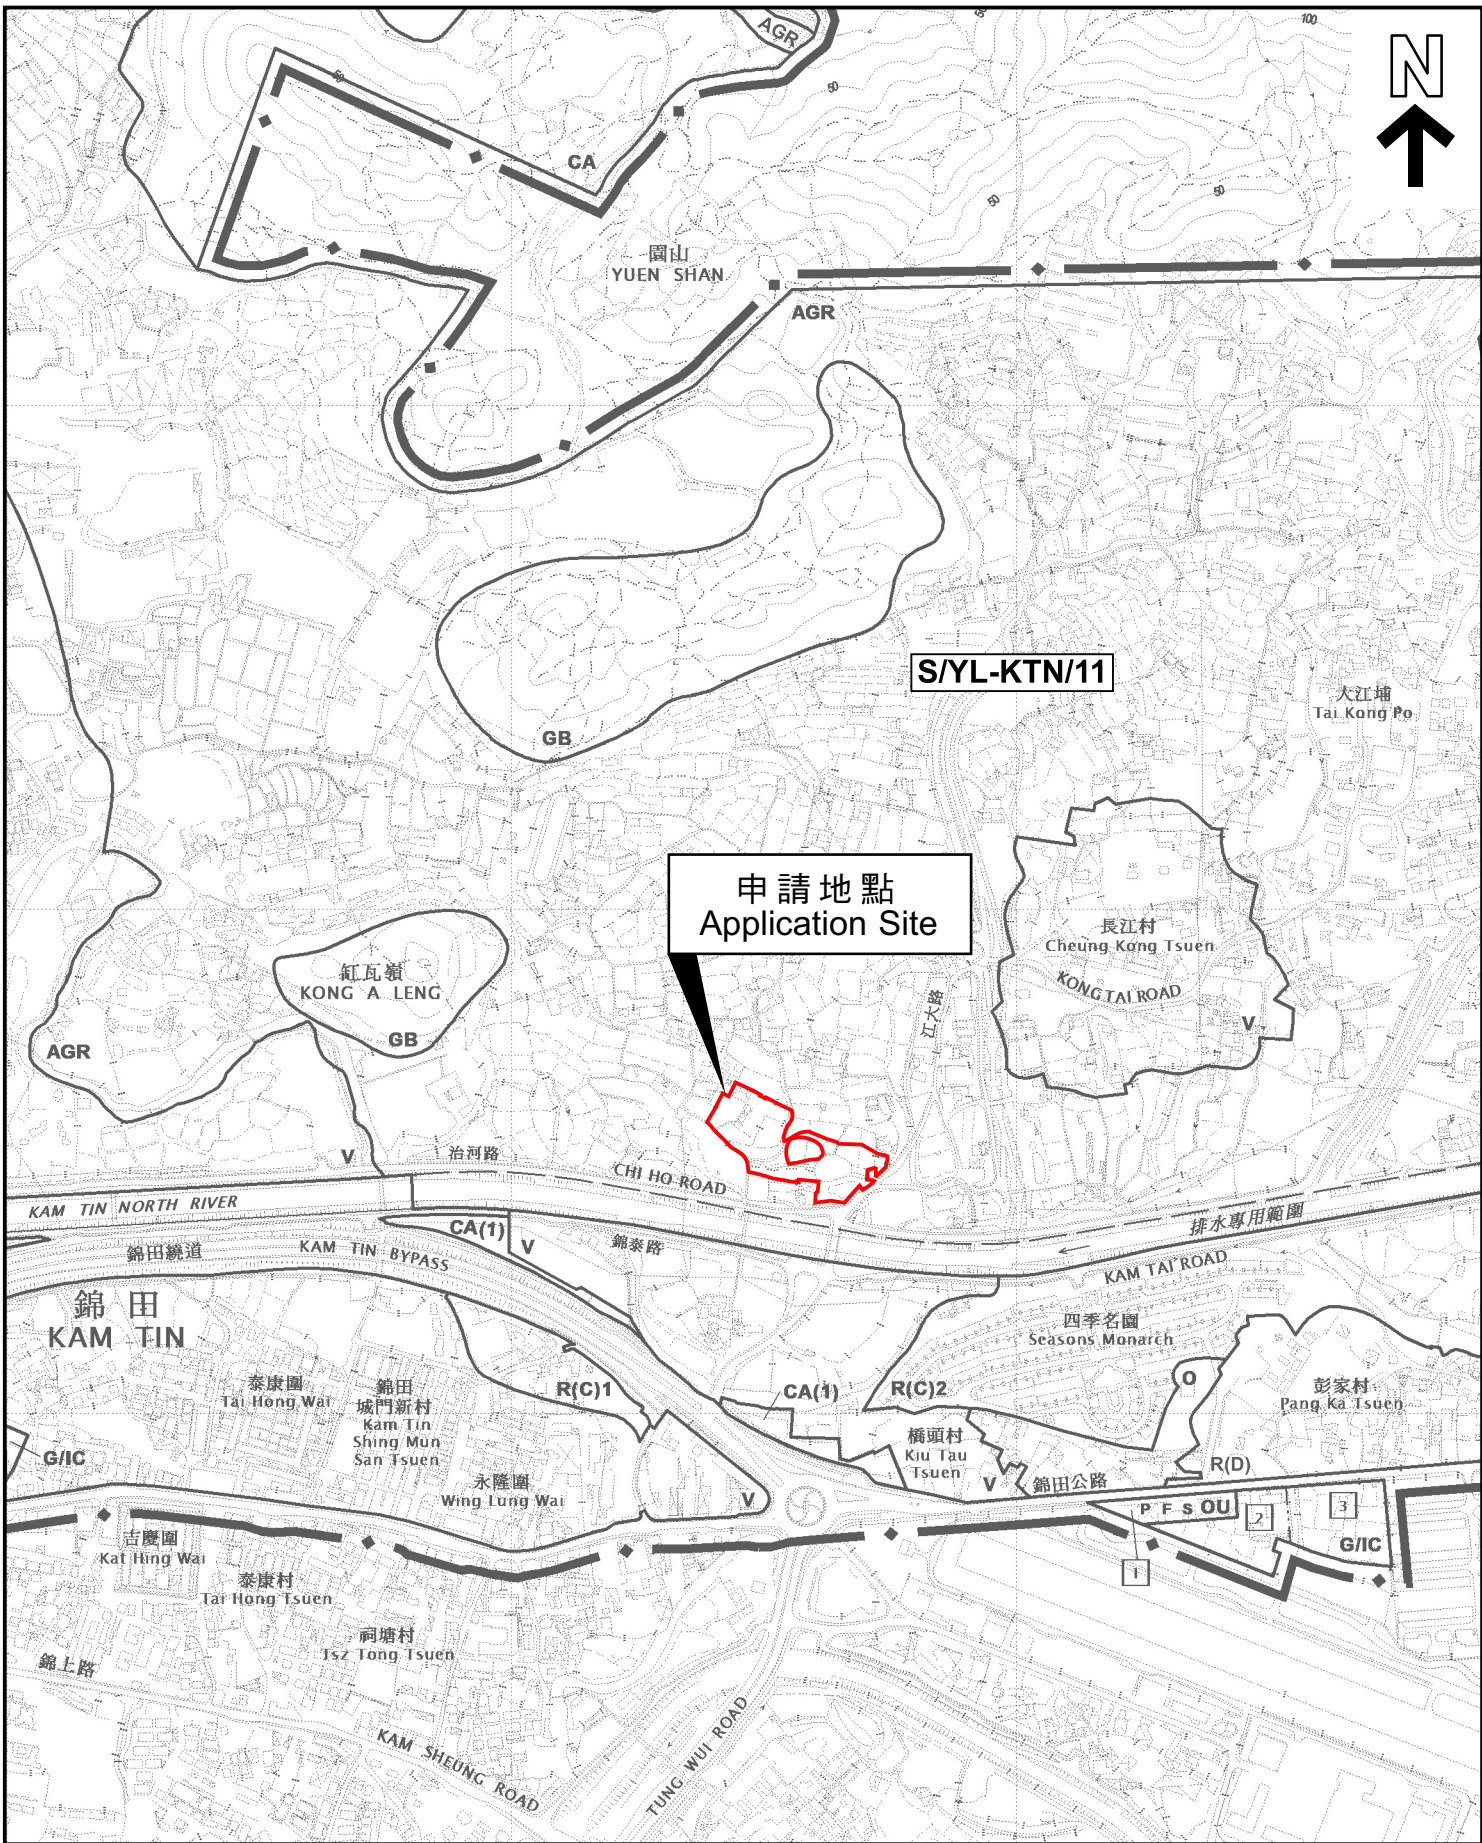 AGR
100
50
50
50
50
50
N
CA
園山
YUEN SHAN
AGR
S/YL-KTN/11
大江埔
Tai Kong Po
GB
申請地點
Application Site
長江村
Cheung Kong Tsuen
KONG TAI ROAD
V
缸瓦嶺
KONG A LENG
GB
AGR
江大路
V
治河路
CHI HO ROAD
KAM TIN NORTH RIVER
CA(1)
V
錦泰路
排水專用範圍
錦田繞道
KAM TIN BYPASS
KAM TAI ROAD
錦田
KAM TIN
四季名園
Seasons Monarch
泰康圍
Tai Hong Wai
錦田
城門新村
Kam Tin
Shing Mun
San Tsuen
R(C)1
CA(1)
R(C)2
O
彭家村
Pang Ka Tsuen
橋頭村
Kiu Tau
Tsuen
G/IC
永隆圍
Wing Lung Wai
V
V
錦田公路
R(D)
P F S OU
2
3
G/IC
1
吉慶圍
Kat Hing Wai
泰康村
Tai Hong Tsuen
祠塘村
Tsz Tong Tsuen
錦上路
KAM SHEUNG ROAD
TUNG WUI ROAD